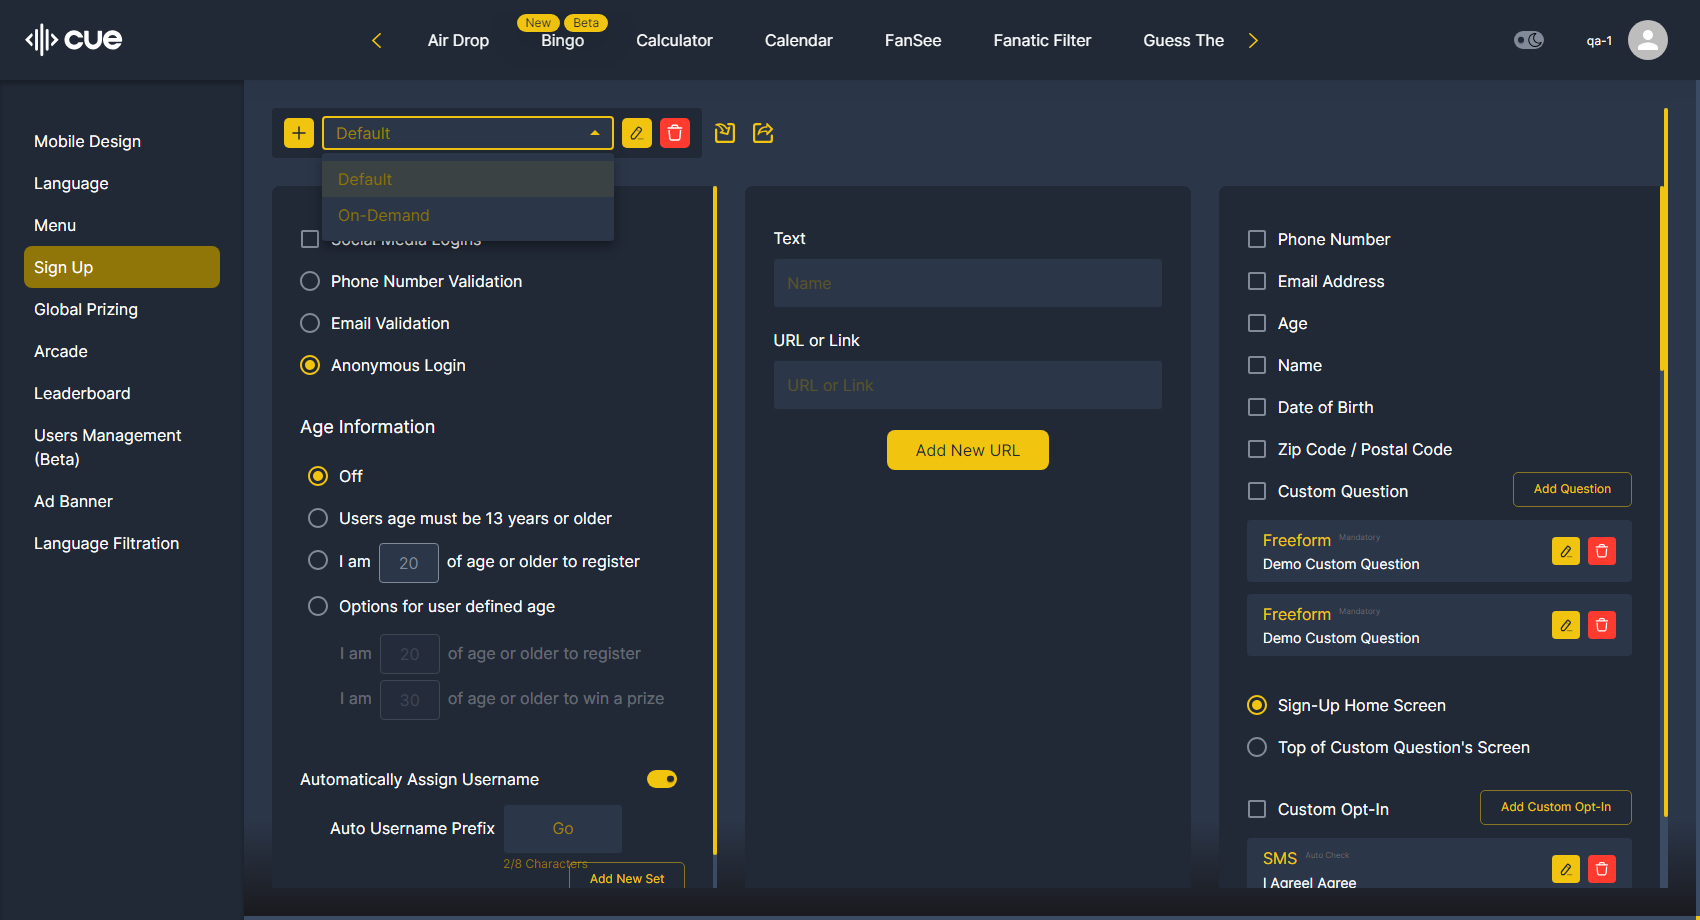 cue
New
Beta
Air Drop
Bingo
Calculator
Calendar
FanSee
Fanatic Filter
Guess The
qa-1
Mobile Design
Language
Menu
Sign Up
Global Prizing
Arcade
Leaderboard
Users Management
(Beta)
Ad Banner
Language Filtration
Default
Default
On-Demand
Social Media Logins
Phone Number Validation
Email Validation
Anonymous Login
Age Information
Off
Users age must be 13 years or older
I am 20 of age or older to register
Options for user defined age
I am 20 of age or older to register
I am 30 of age or older to win a prize
Automatically Assign Username
Auto Username Prefix Go
2/8 Characters
Add New Set
Text
Name
URL or Link
URL or Link
Add New URL
Phone Number
Email Address
Age
Name
Date of Birth
Zip Code / Postal Code
Custom Question
Add Question
Freeform Mandatory
Demo Custom Question
Freeform Mandatory
Demo Custom Question
Sign-Up Home Screen
Top of Custom Question's Screen
Custom Opt-In
Add Custom Opt-In
SMS Auto Check
I Agreel Agree